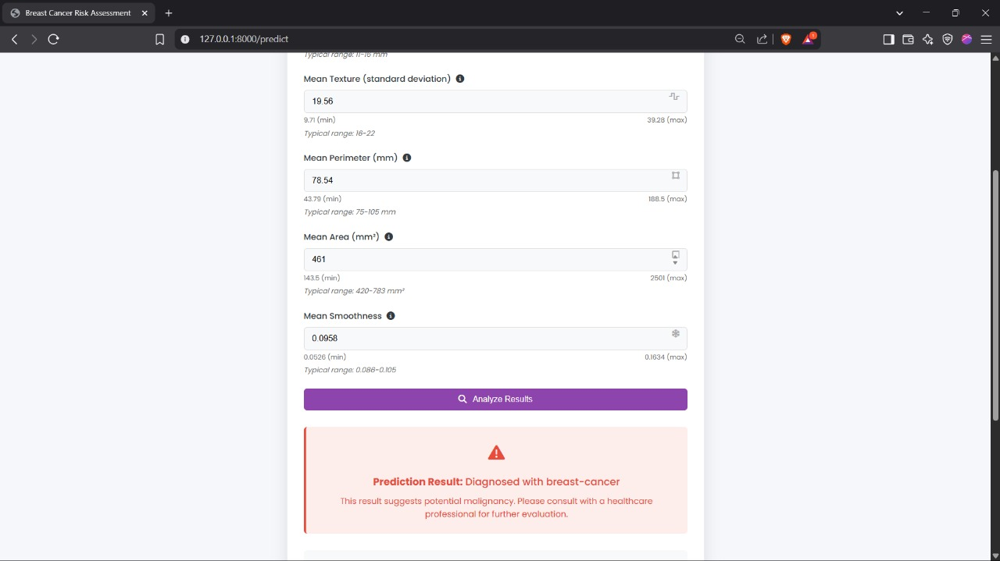 Breast Cancer Risk Assessment
127.0.0.1:8000/predict
1
Typical range: 11-16 mm
Mean Texture (standard deviation)
19.56
9.71 (min) 39.28 (max)
Typical range: 16-22
Mean Perimeter (mm)
78.54
43.79 (min) 188.5 (max)
Typical range: 75-105 mm
Mean Area (mm²)
461
143.5 (min) 2501 (max)
Typical range: 420-783 mm²
Mean Smoothness
0.0958
0.0526 (min) 0.1634 (max)
Typical range: 0.086-0.105
Analyze Results
Prediction Result: Diagnosed with breast-cancer
This result suggests potential malignancy. Please consult with a healthcare
professional for further evaluation.